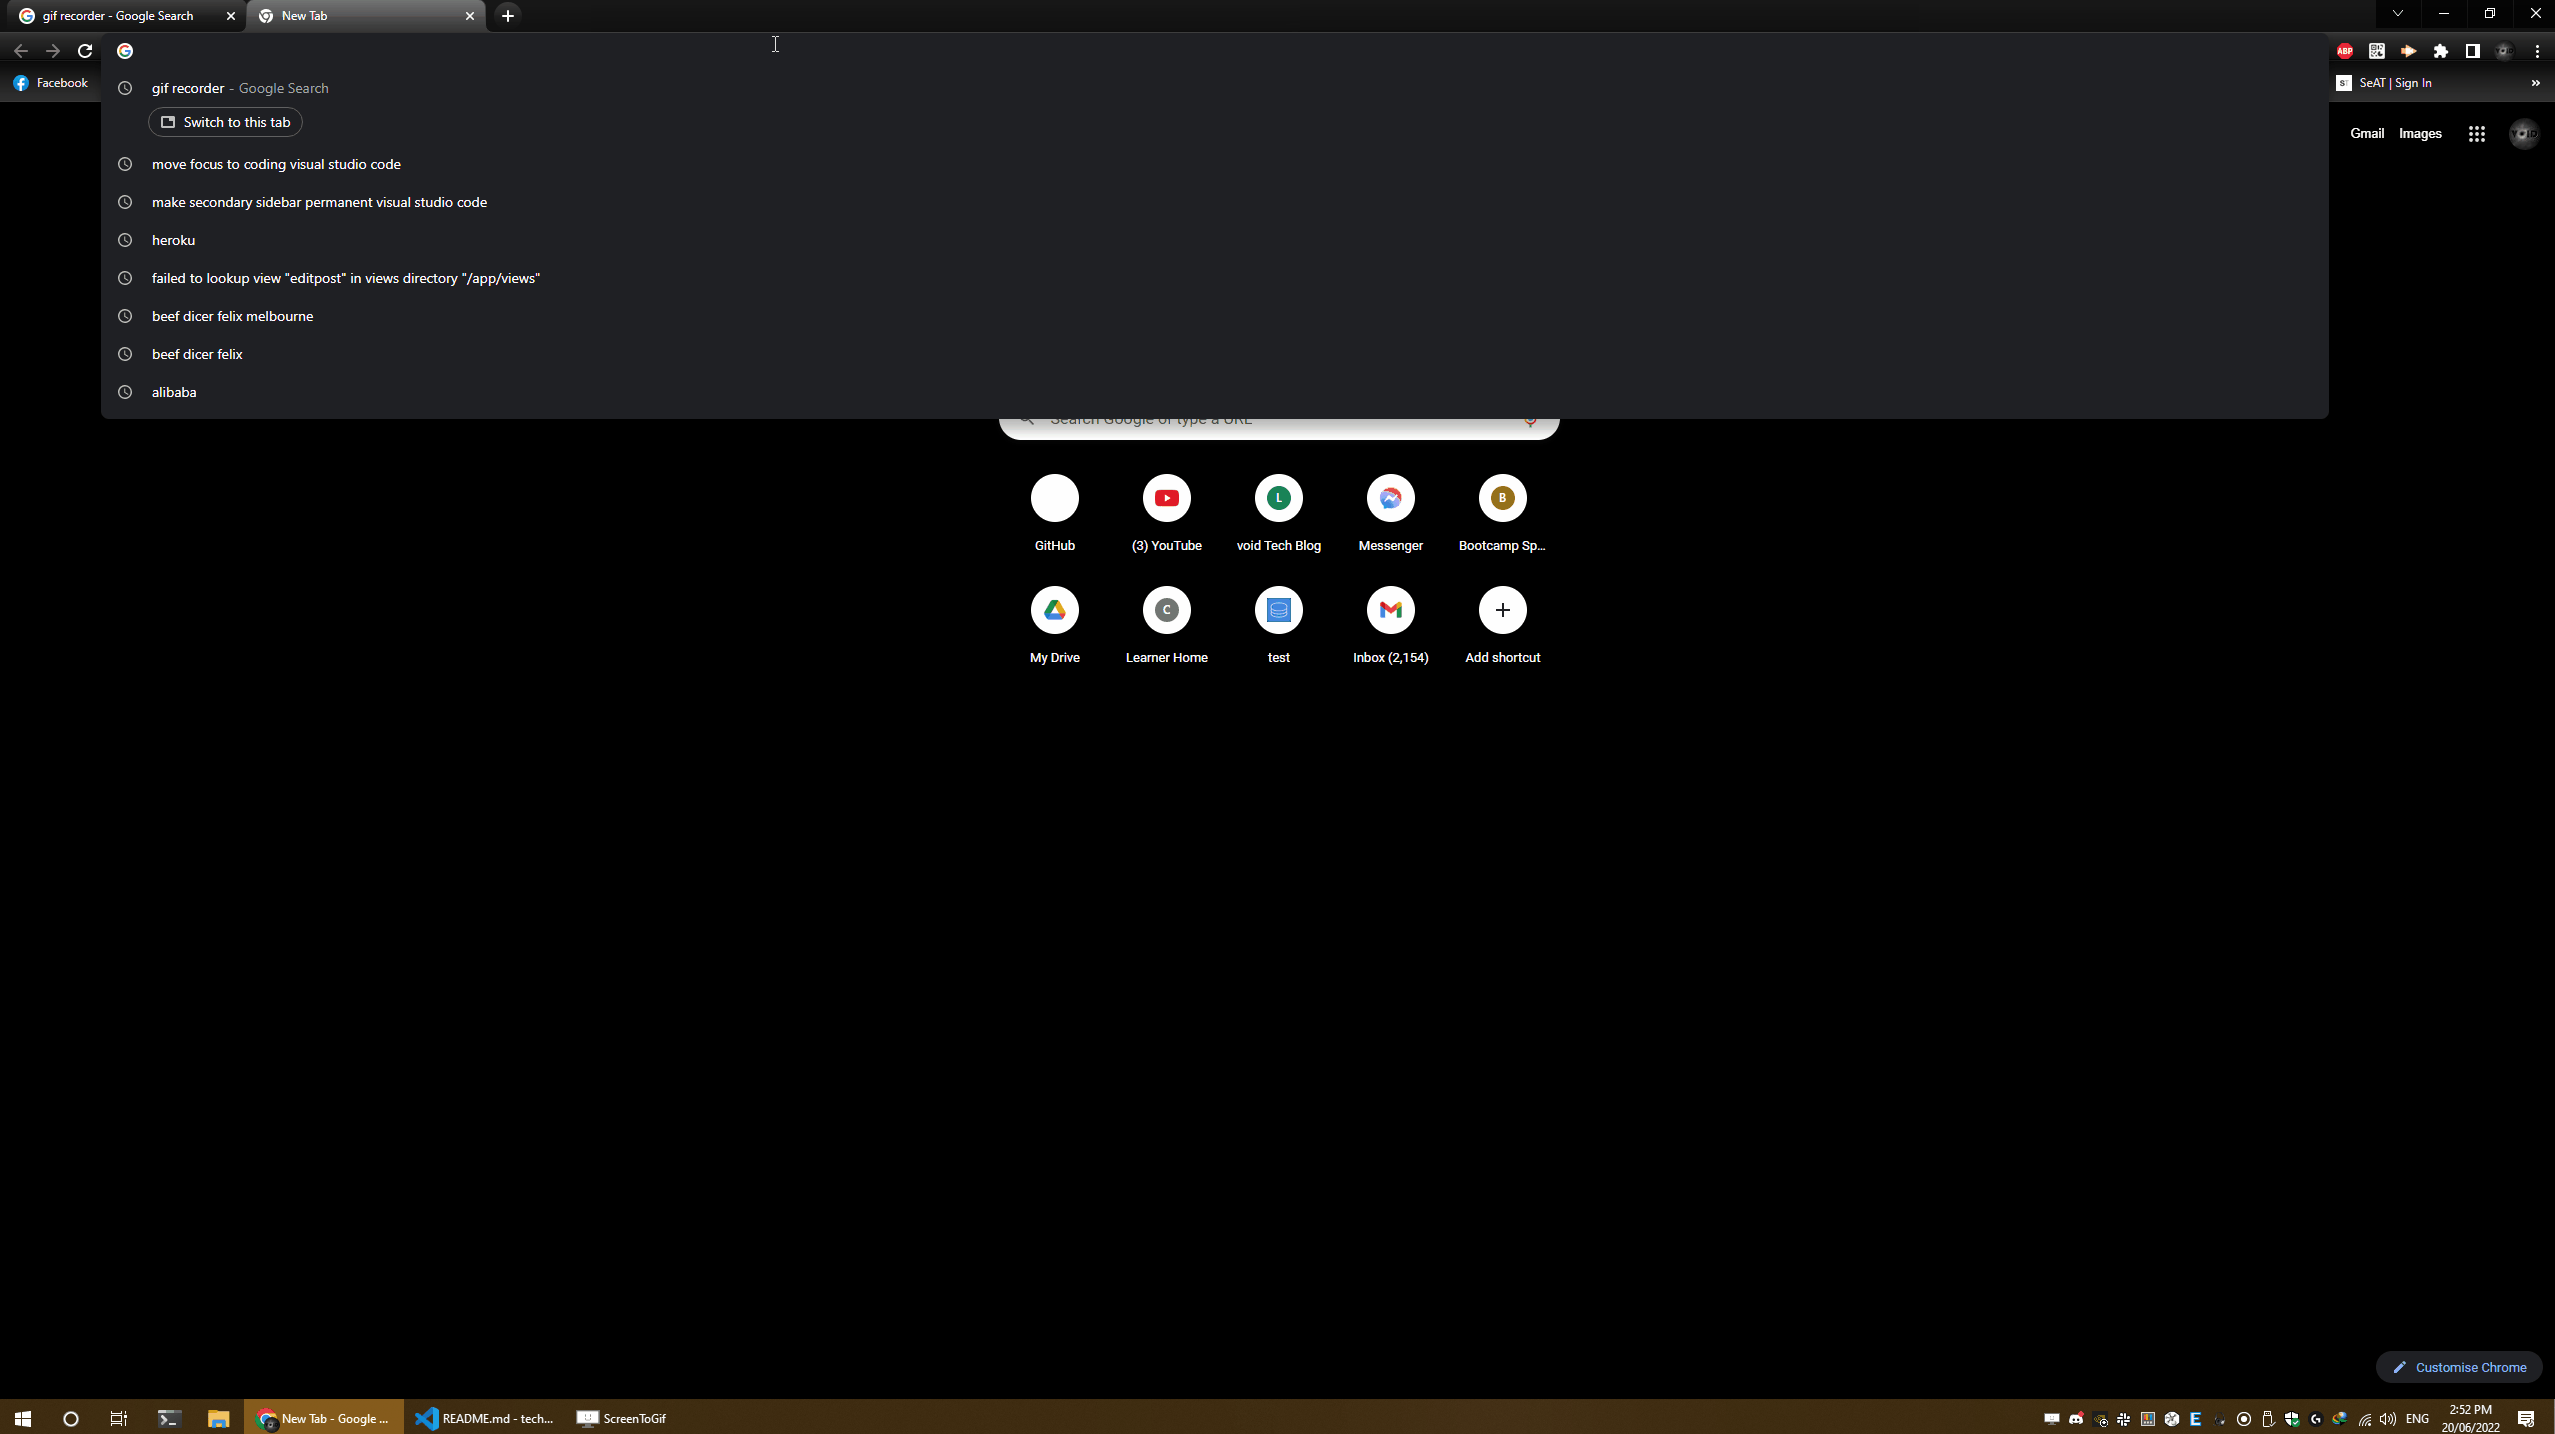 gif recorder - Google Search
New Tab
Facebook
SeAT | Sign In
gif recorder - Google Search
Switch to this tab
move focus to coding visual studio code
make secondary sidebar permanent visual studio code
heroku
failed to lookup view "editpost" in views directory "/app/views"
beef dicer felix melbourne
beef dicer felix
alibaba
Gmail Images
Search Google or type a URL
GitHub (3) YouTube void Tech Blog Messenger Bootcamp Sp...
My Drive Learner Home test Inbox (2,154) Add shortcut
Customise Chrome
New Tab - Google ...
README.md - tech...
ScreenToGif
ENG
2:52 PM
20/06/2022